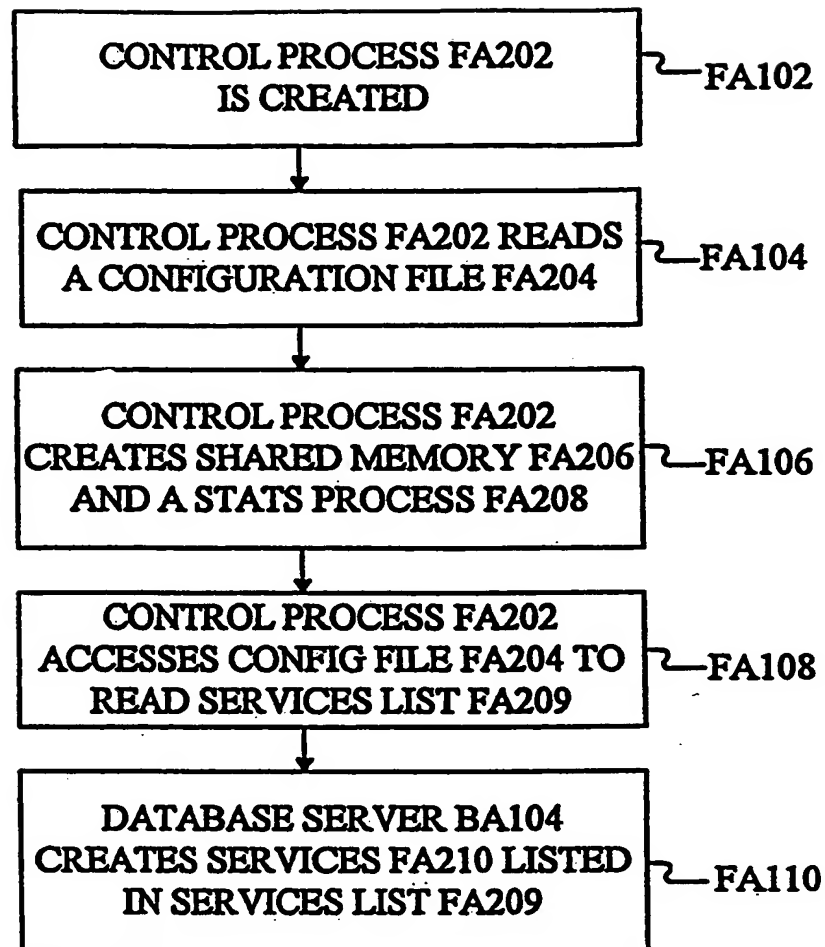 CONTROL PROCESS FA202
IS CREATED
FA102
CONTROL PROCESS FA202 READS
A CONFIGURATION FILE FA204
FA104
CONTROL PROCESS FA202
CREATES SHARED MEMORY FA206
AND A STATS PROCESS FA208
FA106
CONTROL PROCESS FA202
ACCESSES CONFIG FILE FA204 TO
READ SERVICES LIST FA209
FA108
DATABASE SERVER BA104
CREATES SERVICES FA210 LISTED
IN SERVICES LIST FA209
FA110